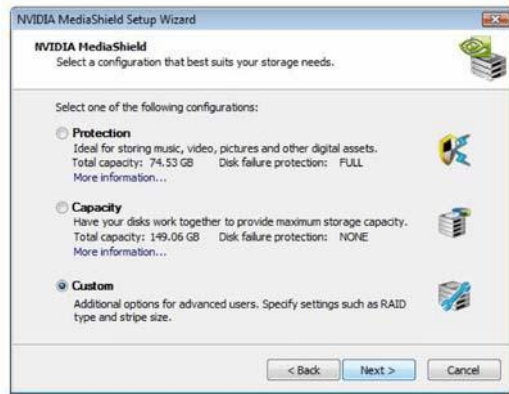 NVIDIA MediaShield Setup Wizard
NVIDIA MediaShield
Select a configuration that best suits your storage needs.
Select one of the following configurations:
Protection
Ideal for storing music, video, pictures and other digital assets.
Total capacity: 74.53 GB Disk failure protection: FULL
More information...
Capacity
Have your disks work together to provide maximum storage capacity.
Total capacity: 149.06 GB Disk failure protection: NONE
More information...
Custom
Additional options for advanced users. Specify settings such as RAID
type and stripe size.
< Back Next > Cancel